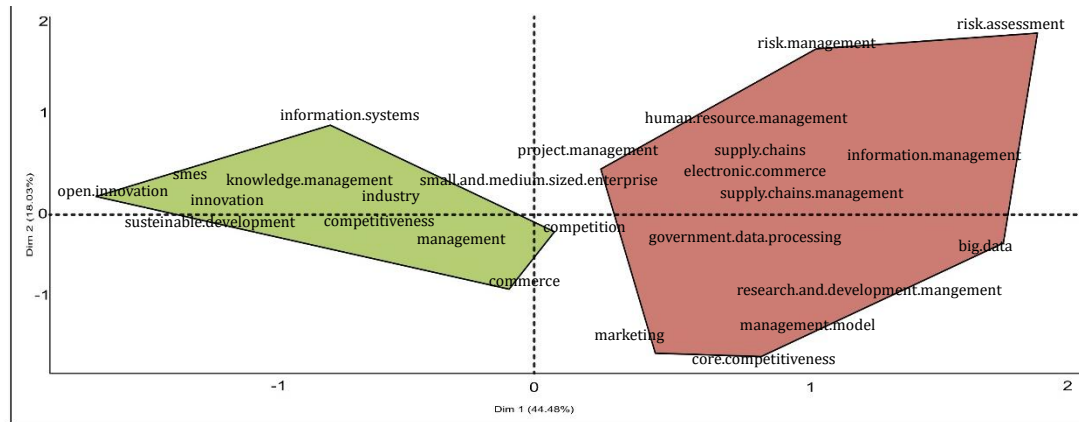 2
risk.assessment
risk.management
1
information.systems
human.resource.management
project.management
supply.chains
information.management
smes
knowledge.management
small.and.medium.sized.enterprise
electronic.commerce
open.innovation
innovation
industry
supply.chains.management
0
susteinable.development
competitiveness
competition
management
government.data.processing
big.data
Dim 2 (18.03%)
-1
commerce
research.and.development.mangement
marketing
management.model
core.competitiveness
-1
0
1
2
Dim 1 (44.48%)